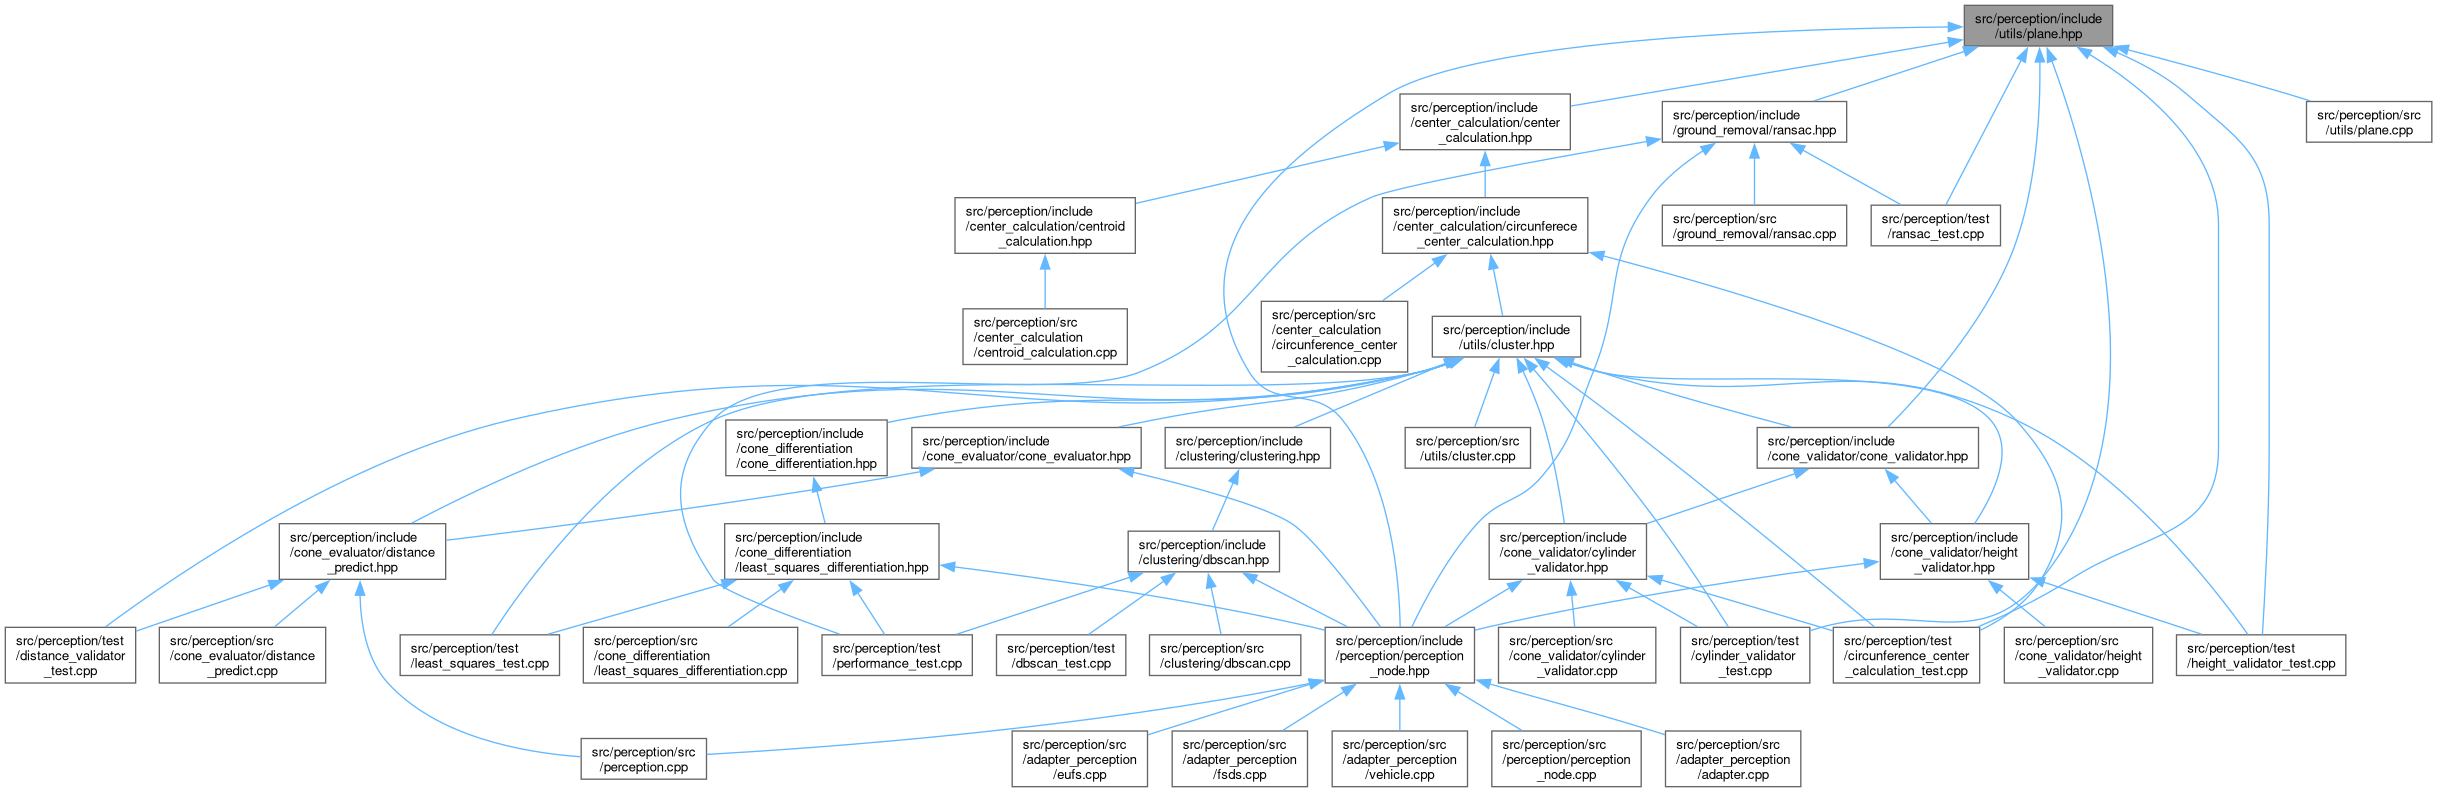 src/perception/include
/utils/plane.hpp
src/perception/include
/center_calculation/center
_calculation.hpp
src/perception/include
/ground_removal/ransac.hpp
src/perception/src
/utils/plane.cpp
src/perception/include
/center_calculation/centroid
_calculation.hpp
src/perception/include
/center_calculation/circunferece
_center_calculation.hpp
src/perception/src
/ground_removal/ransac.cpp
src/perception/test
/ransac_test.cpp
src/perception/src
/center_calculation
/centroid_calculation.cpp
src/perception/src
/center_calculation
/circunference_center
_calculation.cpp
src/perception/include
/utils/cluster.hpp
src/perception/include
/cone_differentiation
/cone_differentiation.hpp
src/perception/include
/cone_evaluator/cone_evaluator.hpp
src/perception/include
/clustering/clustering.hpp
src/perception/src
/utils/cluster.cpp
src/perception/include
/cone_validator/cone_validator.hpp
src/perception/include
/cone_evaluator/distance
_predict.hpp
src/perception/include
/cone_differentiation
/least_squares_differentiation.hpp
src/perception/include
/clustering/dbscan.hpp
src/perception/include
/cone_validator/cylinder
_validator.hpp
src/perception/include
/cone_validator/height
_validator.hpp
src/perception/test
/distance_validator
_test.cpp
src/perception/src
/cone_evaluator/distance
_predict.cpp
src/perception/test
/least_squares_test.cpp
src/perception/src
/cone_differentiation
/least_squares_differentiation.cpp
src/perception/test
/performance_test.cpp
src/perception/test
/dbscan_test.cpp
src/perception/src
/clustering/dbscan.cpp
src/perception/include
/perception/perception
_node.hpp
src/perception/src
/cone_validator/cylinder
_validator.cpp
src/perception/test
/cylinder_validator
_test.cpp
src/perception/test
/circunference_center
_calculation_test.cpp
src/perception/src
/cone_validator/height
_validator.cpp
src/perception/test
/height_validator_test.cpp
src/perception/src
/perception.cpp
src/perception/src
/adapter_perception
/eufs.cpp
src/perception/src
/adapter_perception
/fsds.cpp
src/perception/src
/adapter_perception
/vehicle.cpp
src/perception/src
/perception/perception
_node.cpp
src/perception/src
/adapter_perception
/adapter.cpp